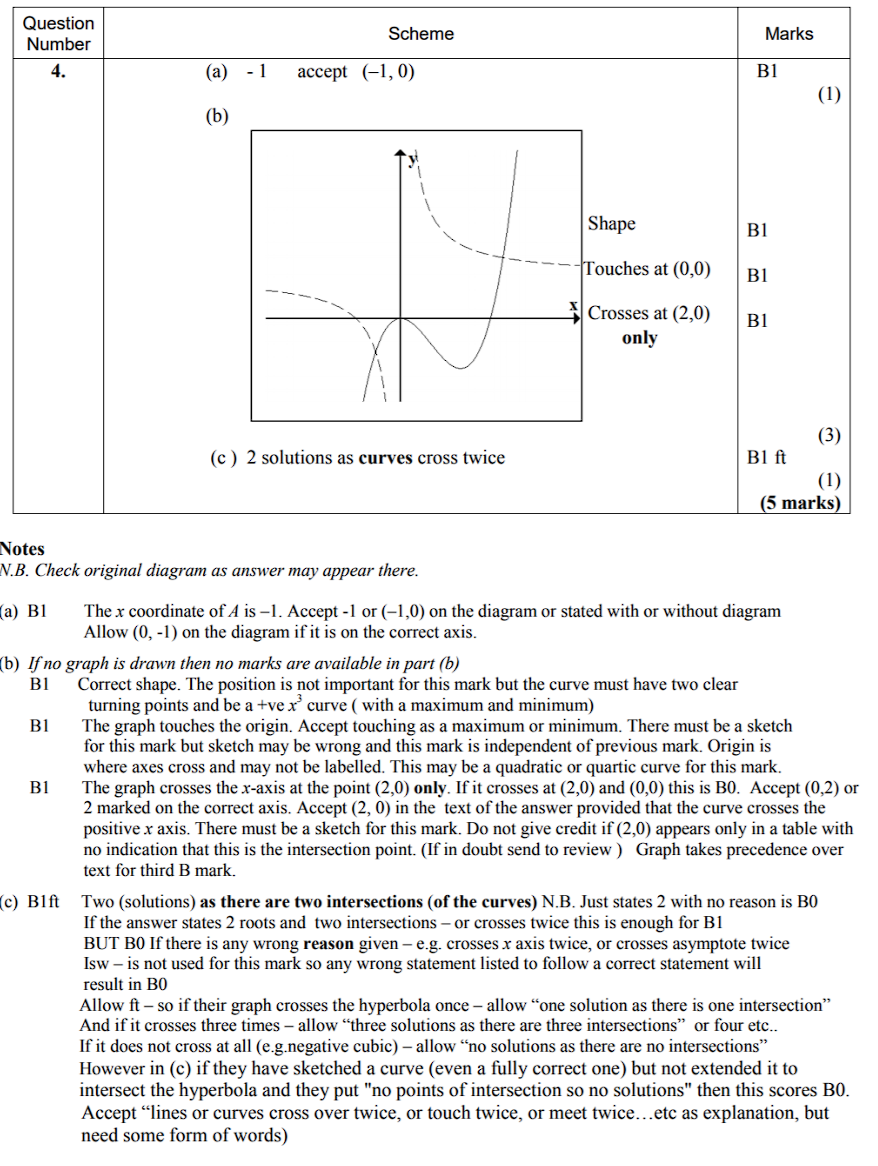 Question
Number
Scheme
Marks
4.
(a) - 1 accept (–1, 0)
B1
(1)
(b)
y
x
Shape
B1
Touches at (0,0)
B1
Crosses at (2,0)
only
B1
(3)
(c ) 2 solutions as curves cross twice
B1 ft
(1)
(5 marks)
Notes
N.B. Check original diagram as answer may appear there.
(a) B1 The x coordinate of A is –1. Accept -1 or (–1,0) on the diagram or stated with or without diagram
Allow (0, -1) on the diagram if it is on the correct axis.
(b) If no graph is drawn then no marks are available in part (b)
B1 Correct shape. The position is not important for this mark but the curve must have two clear
turning points and be a +ve x³ curve ( with a maximum and minimum)
B1 The graph touches the origin. Accept touching as a maximum or minimum. There must be a sketch
for this mark but sketch may be wrong and this mark is independent of previous mark. Origin is
where axes cross and may not be labelled. This may be a quadratic or quartic curve for this mark.
B1 The graph crosses the x-axis at the point (2,0) only. If it crosses at (2,0) and (0,0) this is B0. Accept (0,2) or
2 marked on the correct axis. Accept (2, 0) in the text of the answer provided that the curve crosses the
positive x axis. There must be a sketch for this mark. Do not give credit if (2,0) appears only in a table with
no indication that this is the intersection point. (If in doubt send to review ) Graph takes precedence over
text for third B mark.
(c) B1ft Two (solutions) as there are two intersections (of the curves) N.B. Just states 2 with no reason is B0
If the answer states 2 roots and two intersections – or crosses twice this is enough for B1
BUT B0 If there is any wrong reason given – e.g. crosses x axis twice, or crosses asymptote twice
Isw – is not used for this mark so any wrong statement listed to follow a correct statement will
result in B0
Allow ft – so if their graph crosses the hyperbola once – allow “one solution as there is one intersection”
And if it crosses three times – allow “three solutions as there are three intersections” or four etc..
If it does not cross at all (e.g.negative cubic) – allow “no solutions as there are no intersections”
However in (c) if they have sketched a curve (even a fully correct one) but not extended it to
intersect the hyperbola and they put "no points of intersection so no solutions" then this scores B0.
Accept “lines or curves cross over twice, or touch twice, or meet twice…etc as explanation, but
need some form of words)